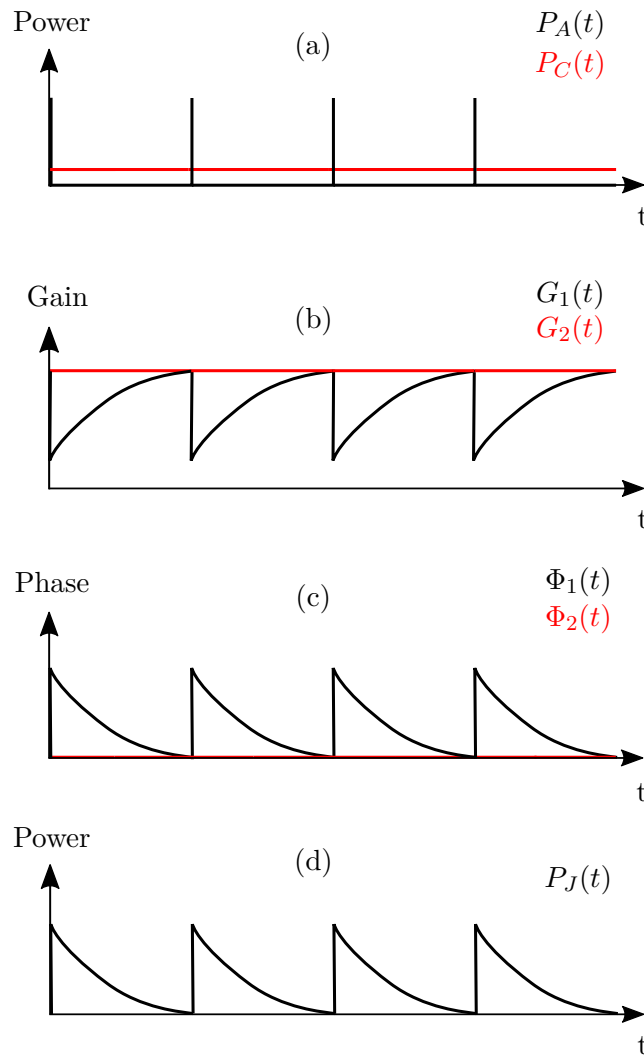 Power
(a)
P_A(t)
P_C(t)
t
Gain
(b)
G_1(t)
G_2(t)
t
Phase
(c)
Φ_1(t)
Φ_2(t)
t
Power
(d)
P_J(t)
t